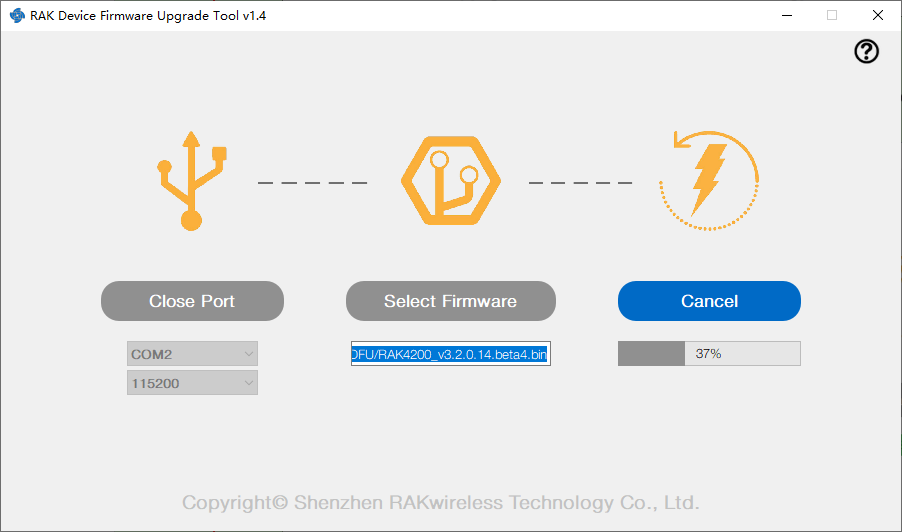 RAK Device Firmware Upgrade Tool v1.4
Close Port
Select Firmware
Cancel
COM2
DFU/RAK4200_v3.2.0.14.beta4.bin
37%
115200
Copyright© Shenzhen RAKwireless Technology Co., Ltd.